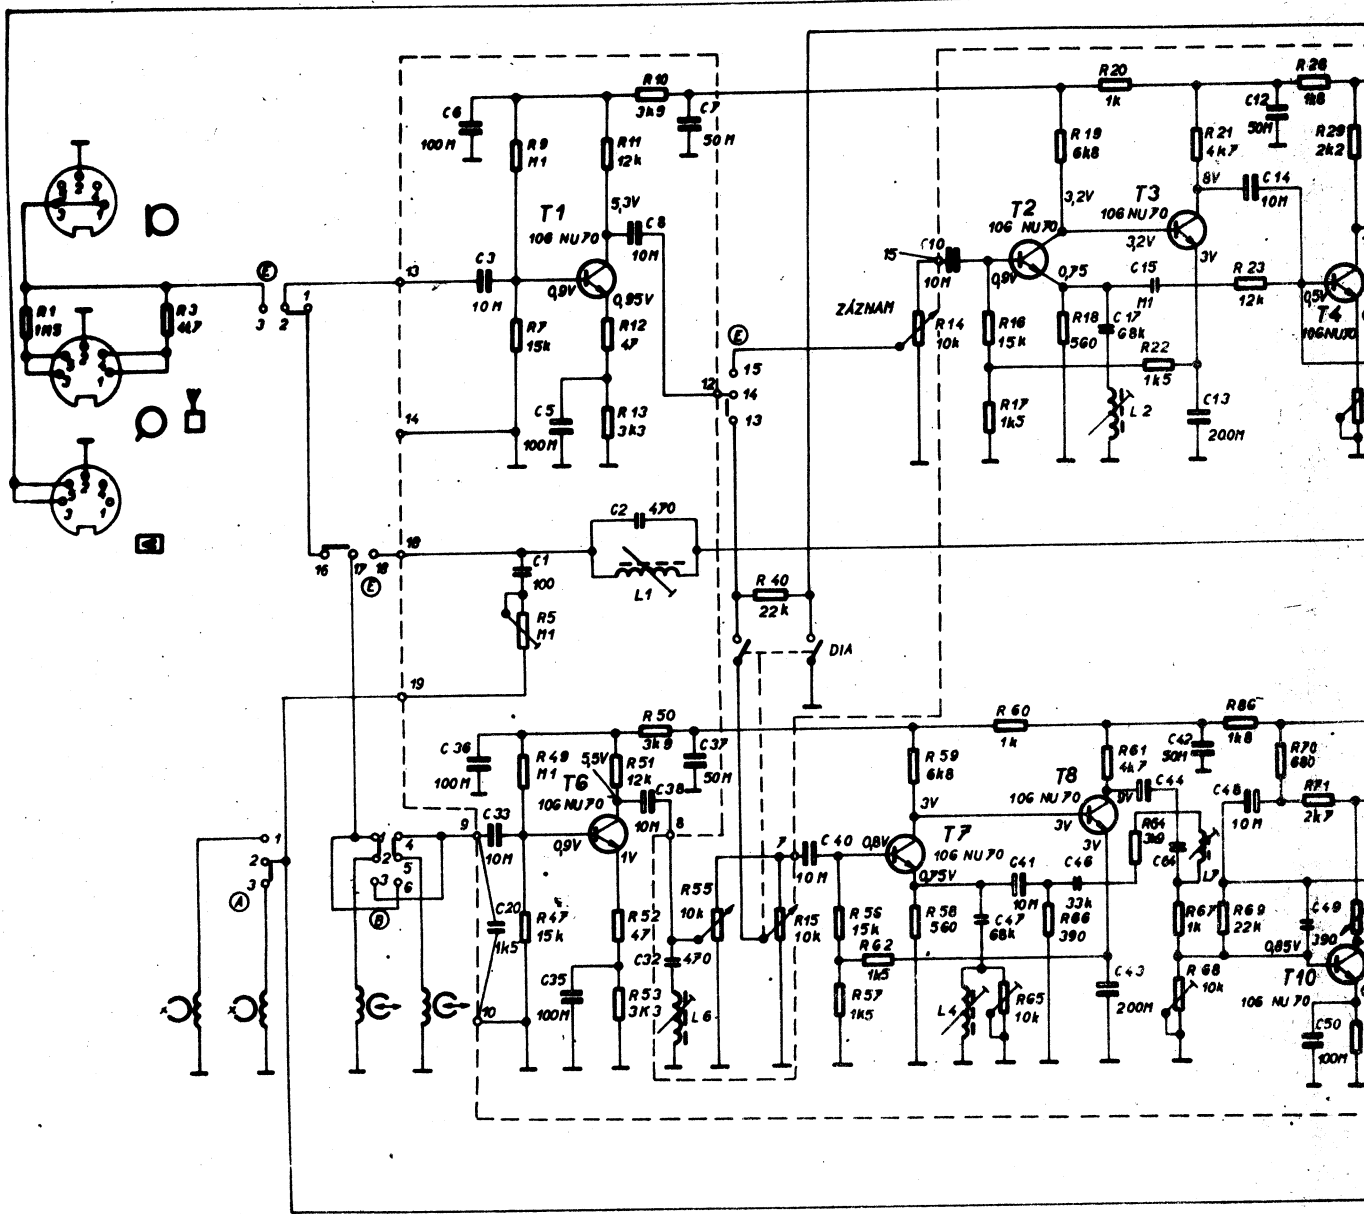 R10
3k9
C6
100M
R9
M1
R11
12k
C7
50M
5,3V
T1
106 NU70
C8
10M
C3
10M
0,9V
0,95V
R7
15k
R12
47
C5
100M
R13
3k3
13
14
R1
1M5
R3
4k7
E
3
2
1
R20
1k
R19
6k8
R21
4k7
C12
50M
R26
1k8
R29
2k2
3,2V
8V
C14
10M
T2
106 NU70
T3
106 NU70
3,2V
3V
15
C10
10M
0,9V
0,75
C15
M1
R23
12k
0,5V
T4
106NU70
ZÁZNAM
R14
10k
R16
15k
R18
560
C17
68k
R22
1k5
R17
1k5
L2
C13
200M
E
15
12
14
13
C2
470
L1
16
17
18
18
E
C1
100
R5
M1
R40
22k
DIA
19
R50
3k9
C36
100M
R49
M1
5,5V
R51
12k
C37
50M
T6
106 NU70
C38
10M
8
9
C33
10M
0,9V
1V
C20
1k5
R47
15k
R52
47
C32
470
C35
100M
R53
3K3
L6
10
R55
10k
R15
10k
7
C40
10M
R60
1k
R59
6k8
R61
4k7
C42
50M
R86
1k8
R70
680
3V
T8
106 NU70
9V
C44
C48
10M
R71
2k7
3V
0,8V
T7
106 NU70
0,75V
C41
10M
C46
33k
R64
3k9
C64
L7
R56
15k
R58
560
C47
68k
R66
390
R67
1k
R69
22k
C49
390
R62
1k5
R57
1K5
L4
R65
10k
C43
200M
R68
10k
0,85V
T10
106 NU70
C50
100M
1
2
3
A
1
2
3
4
5
6
B